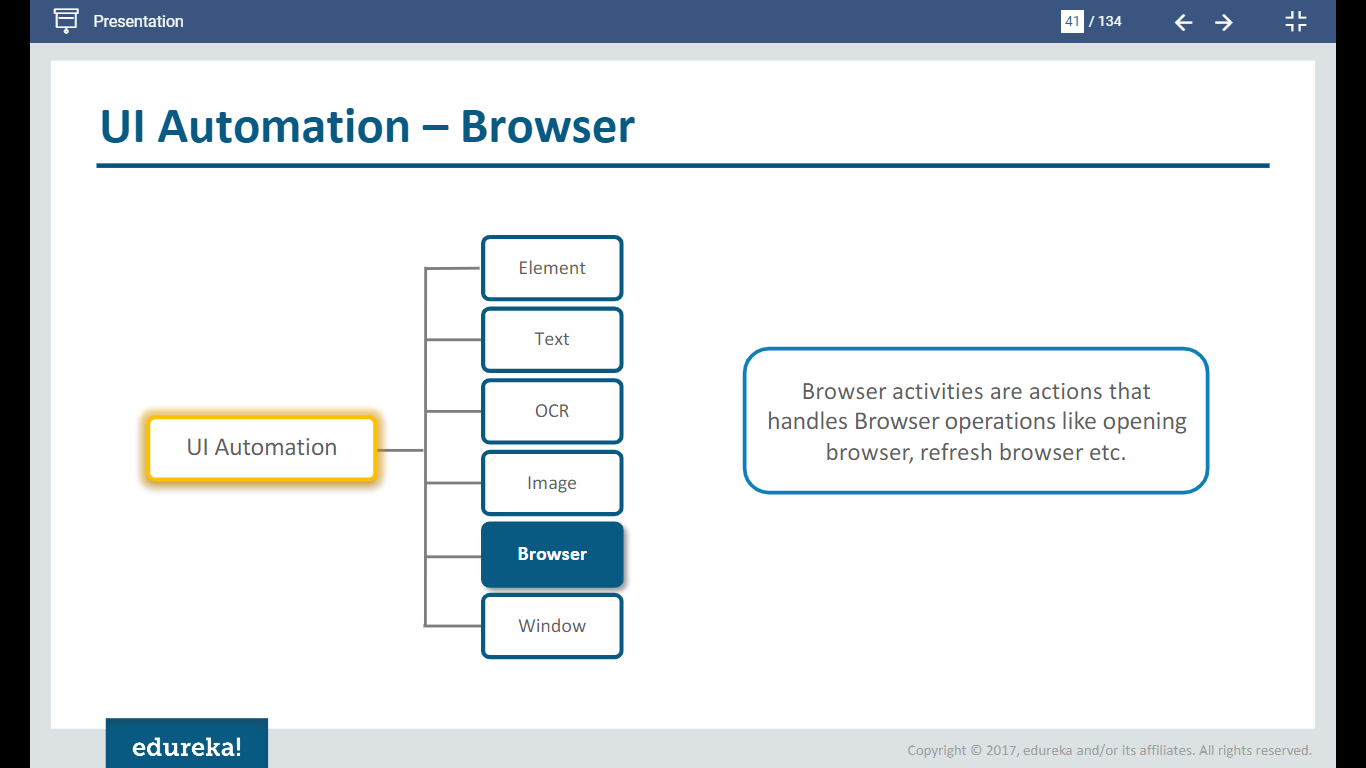 Presentation
41 / 134
UI Automation – Browser
Element
Text
OCR
Image
Browser
Window
UI Automation
Browser activities are actions that
handles Browser operations like opening
browser, refresh browser etc.
edureka!
Copyright © 2017, edureka and/or its affiliates. All rights reserved.